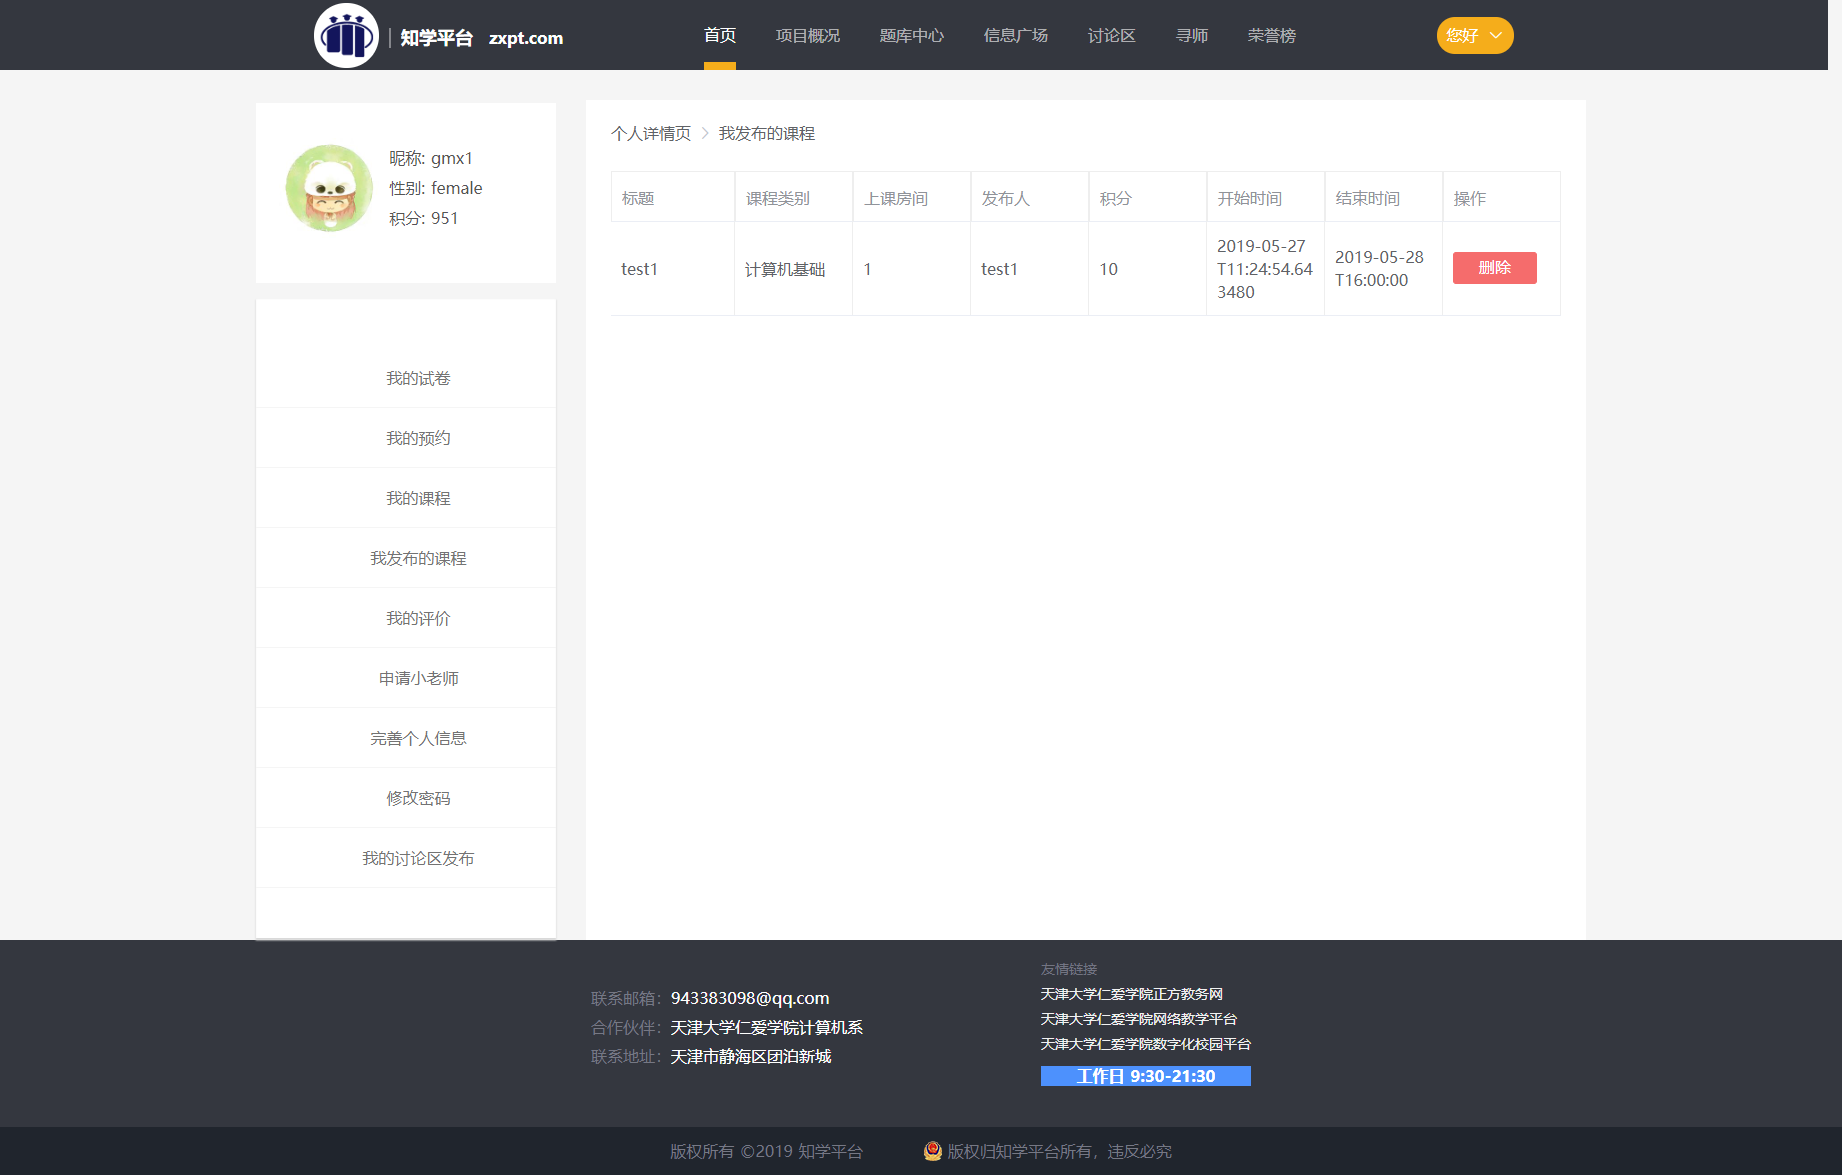 知学平台 zxpt.com
首页 项目概况 题库中心 信息广场 讨论区 寻师 荣誉榜
您好
昵称: gmx1
性别: female
积分: 951
我的试卷
我的预约
我的课程
我发布的课程
我的评价
申请小老师
完善个人信息
修改密码
我的讨论区发布
个人详情页 > 我发布的课程
标题 课程类别 上课房间 发布人 积分 开始时间 结束时间 操作
test1 计算机基础 1 test1 10 2019-05-27T11:24:54.643480 2019-05-28T16:00:00 删除
联系邮箱：943383098@qq.com
合作伙伴：天津大学仁爱学院计算机系
联系地址：天津市静海区团泊新城
友情链接
天津大学仁爱学院正方教务网
天津大学仁爱学院网络教学平台
天津大学仁爱学院数字化校园平台
工作日 9:30-21:30
版权所有 ©2019 知学平台 版权归知学平台所有，违反必究